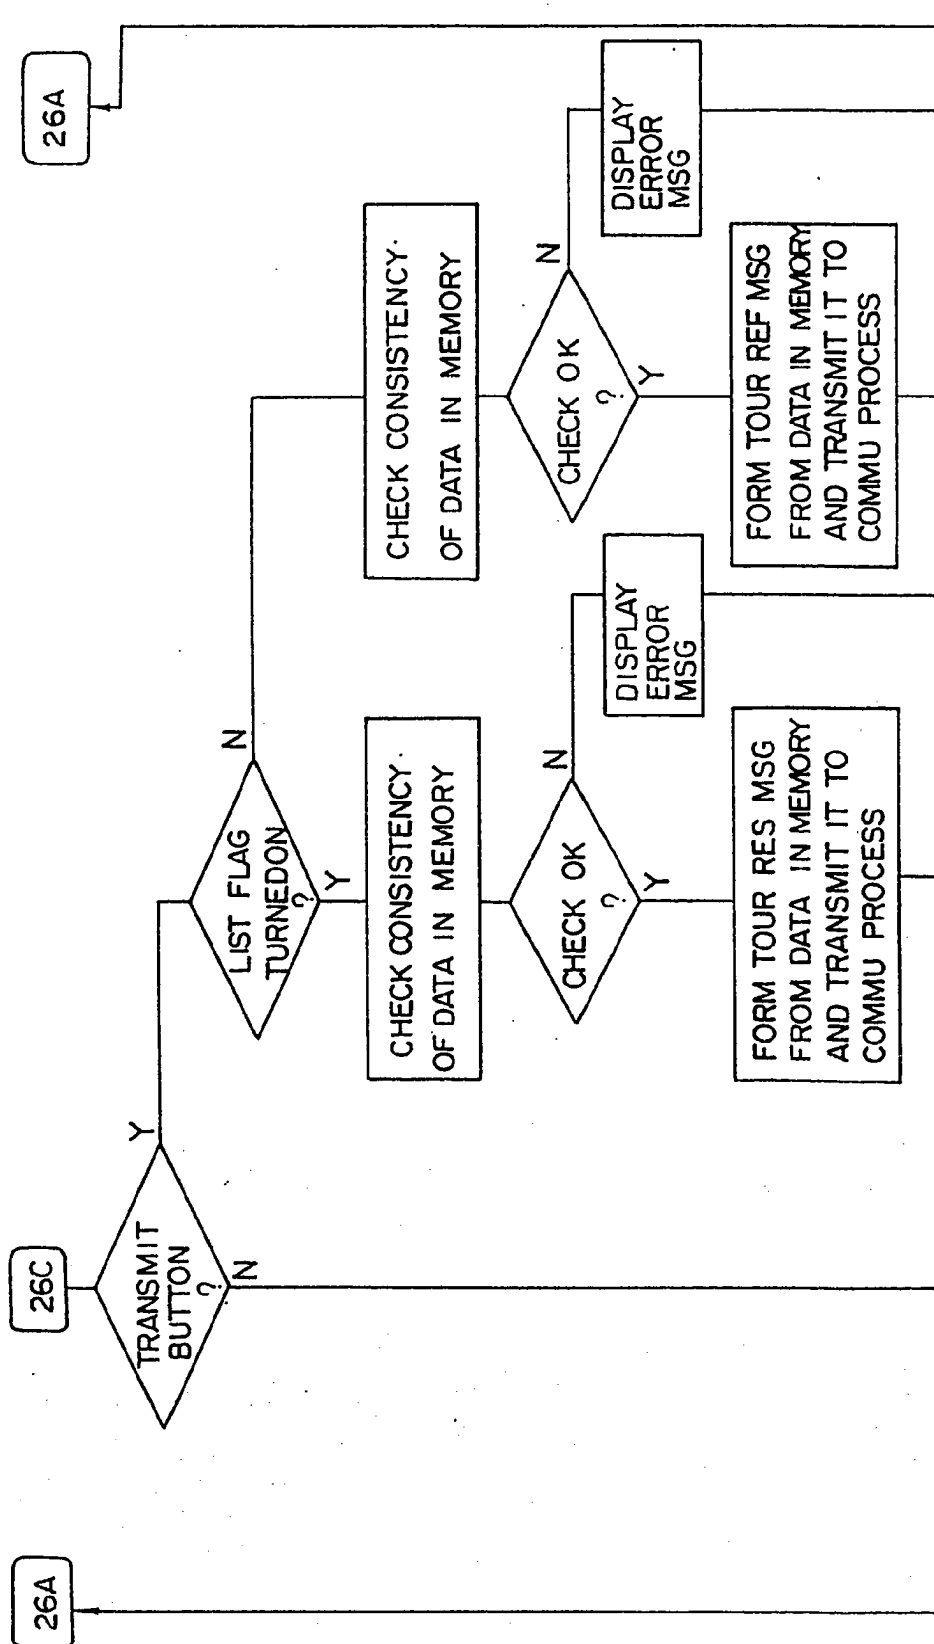 26A
26C
26A
TRANSMIT
BUTTON
?
Y
N
LIST FLAG
TURNEDON
?
N
Y
CHECK CONSISTENCY
OF DATA IN MEMORY
CHECK CONSISTENCY
OF DATA IN MEMORY
CHECK OK
?
N
Y
DISPLAY
ERROR
MSG
CHECK OK
?
N
Y
DISPLAY
ERROR
MSG
FORM TOUR RES MSG
FROM DATA IN MEMORY
AND TRANSMIT IT TO
COMMU PROCESS
FORM TOUR REF MSG
FROM DATA IN MEMORY
AND TRANSMIT IT TO
COMMU PROCESS